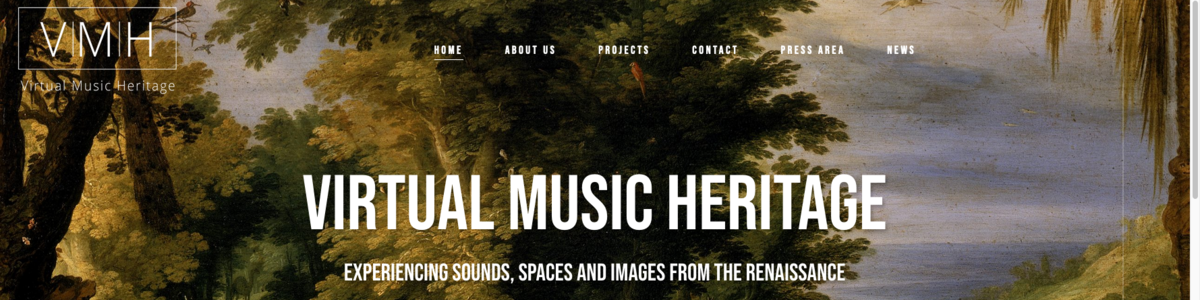 V|M|H
Virtual Music Heritage
HOME ABOUT US PROJECTS CONTACT PRESS AREA NEWS
VIRTUAL MUSIC HERITAGE
EXPERIENCING SOUNDS, SPACES AND IMAGES FROM THE RENAISSANCE